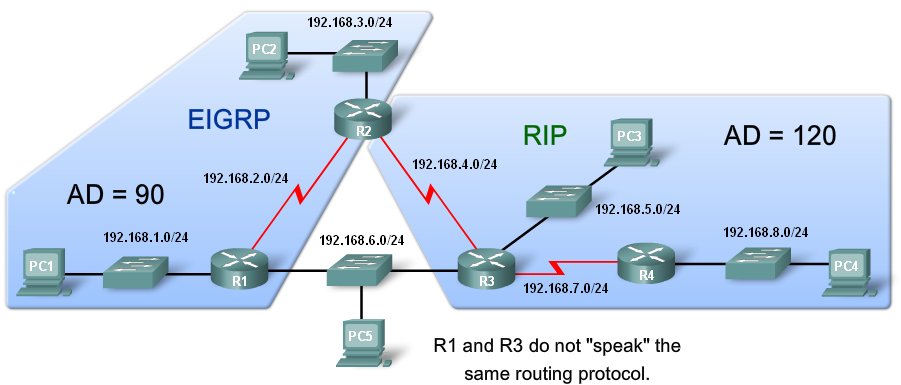 192.168.3.0/24
PC2
EIGRP
R2
RIP
PC3
AD = 120
192.168.2.0/24
192.168.4.0/24
AD = 90
192.168.5.0/24
192.168.1.0/24
192.168.6.0/24
192.168.8.0/24
PC1
R1
R3
R4
PC4
192.168.7.0/24
PC5
R1 and R3 do not "speak" the
same routing protocol.